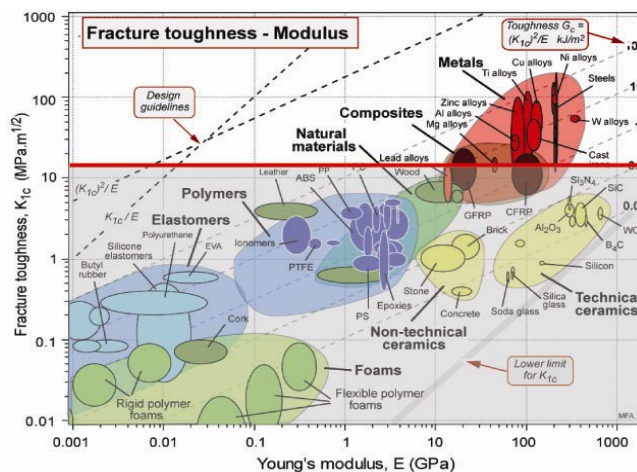 Fracture toughness - Modulus
Toughness Gc =
(K1c)²/E kJ/m²
Design
guidelines
Metals
Ti alloys
Cu alloys
Ni alloys
Steels
Composites
Zinc alloys
Al alloys
Mg alloys
W alloys
Natural
materials
Lead alloys
Cast
(K1c)²/E
K1c/E
Leather
PP
ABS
Wood
Polymers
GFRP
CFRP
Si3N4
SiC
Elastomers
Polyurethane
Silicone
elastomers
EVA
Ionomers
PTFE
Brick
Al2O3
B4C
WC
Butyl
rubber
Stone
Silicon
PS
Epoxies
Cork
Concrete
Soda glass
Silica
glass
Technical
ceramics
Non-technical
ceramics
Foams
Rigid polymer
foams
Flexible polymer
foams
Lower limit
for K1c
MFA
Fracture toughness, K1c (MPa.m1/2)
1000
100
10
1
0.1
0.01
0.001
0.01
0.1
1
10
100
1000
Young's modulus, E (GPa)